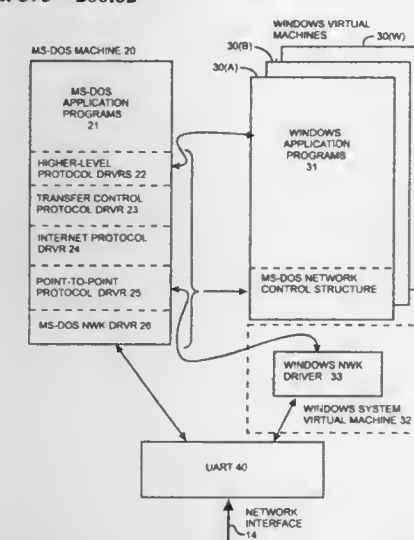 MS-DOS MACHINE 20
MS-DOS
APPLICATION
PROGRAMS
21
HIGHER-LEVEL
PROTOCOL DRVRS 22
TRANSFER CONTROL
PROTOCOL DRVR 23
INTERNET PROTOCOL
DRVR 24
POINT-TO-POINT
PROTOCOL DRVR 25
MS-DOS NWK DRVR 26
WINDOWS VIRTUAL
MACHINES
30(W)
30(B)
30(A)
WINDOWS
APPLICATION
PROGRAMS
31
MS-DOS NETWORK
CONTROL STRUCTURE
WINDOWS NWK
DRIVER 33
WINDOWS SYSTEM
VIRTUAL MACHINE 32
UART 40
NETWORK
INTERFACE
14